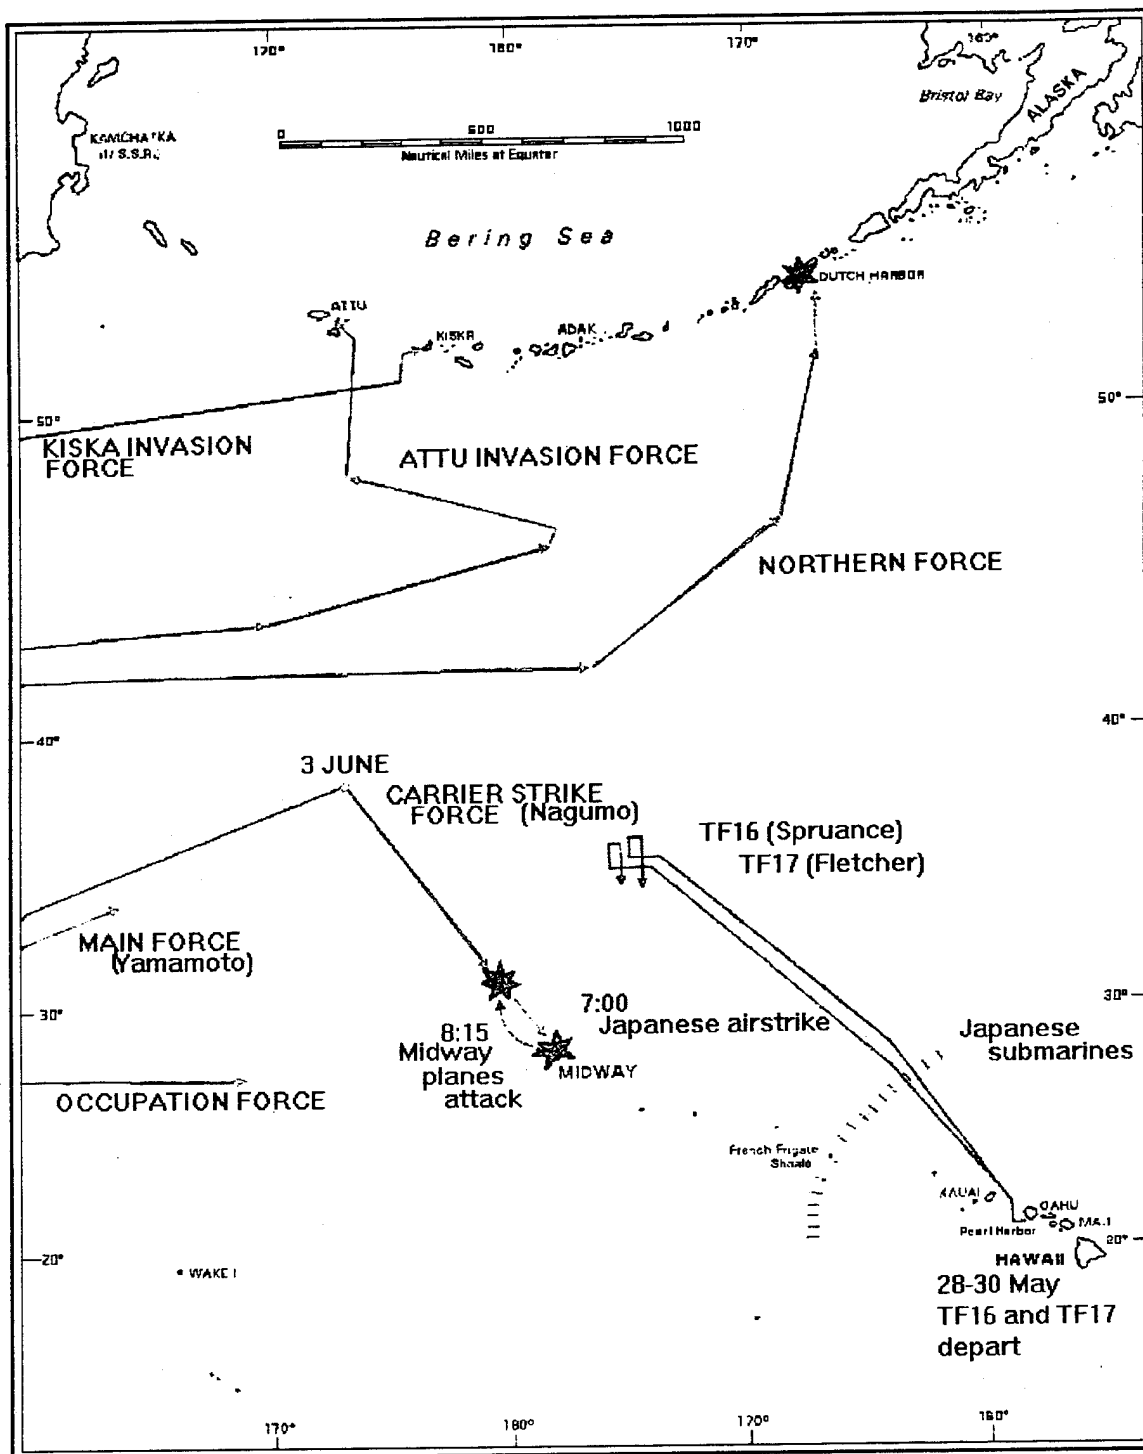 170°
180°
170°
160°
Bristol Bay
ALASKA
KAMCHATKA
(U.S.S.R.)
0
500
1000
Nautical Miles at Equator
Bering Sea
DUTCH HARBOR
ATTU
KISKA
ADAK
50°
50°
KISKA INVASION
FORCE
ATTU INVASION FORCE
NORTHERN FORCE
40°
40°
3 JUNE
CARRIER STRIKE
FORCE (Nagumo)
TF16 (Spruance)
TF17 (Fletcher)
MAIN FORCE
(Yamamoto)
30°
30°
7:00
Japanese airstrike
8:15
Midway
planes
attack
MIDWAY
Japanese
submarines
OCCUPATION FORCE
French Frigate
Shoals
KAUAI
OAHU
MAUI
Pearl Harbor
20°
20°
HAWAII
WAKE I
28-30 May
TF16 and TF17
depart
170°
180°
170°
160°